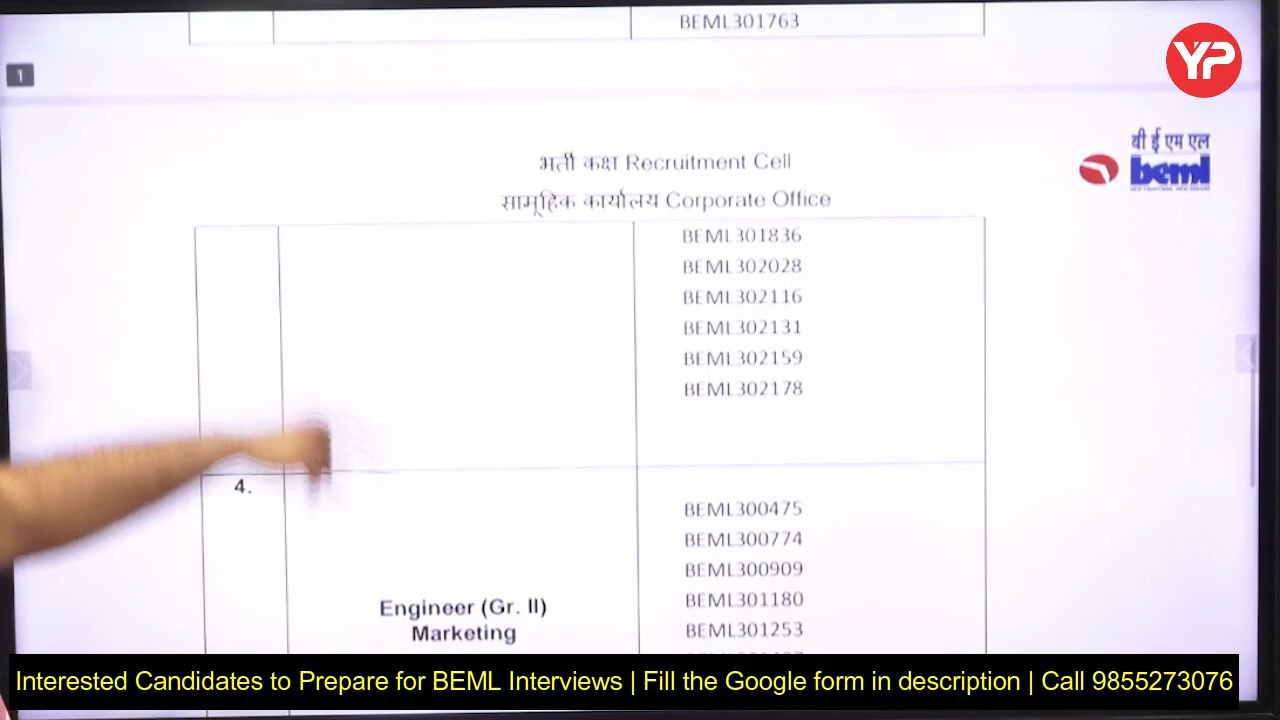 BEML301763
YP
1
बी ई एम एल
beml
भर्ती कक्ष Recruitment Cell
सामूहिक कार्यालय Corporate Office
BEML301836
BEML302028
BEML302116
BEML302131
BEML302159
BEML302178
4.
BEML300475
BEML300774
BEML300909
Engineer (Gr. II)
BEML301180
Marketing
BEML301253
Interested Candidates to Prepare for BEML Interviews | Fill the Google form in description | Call 9855273076